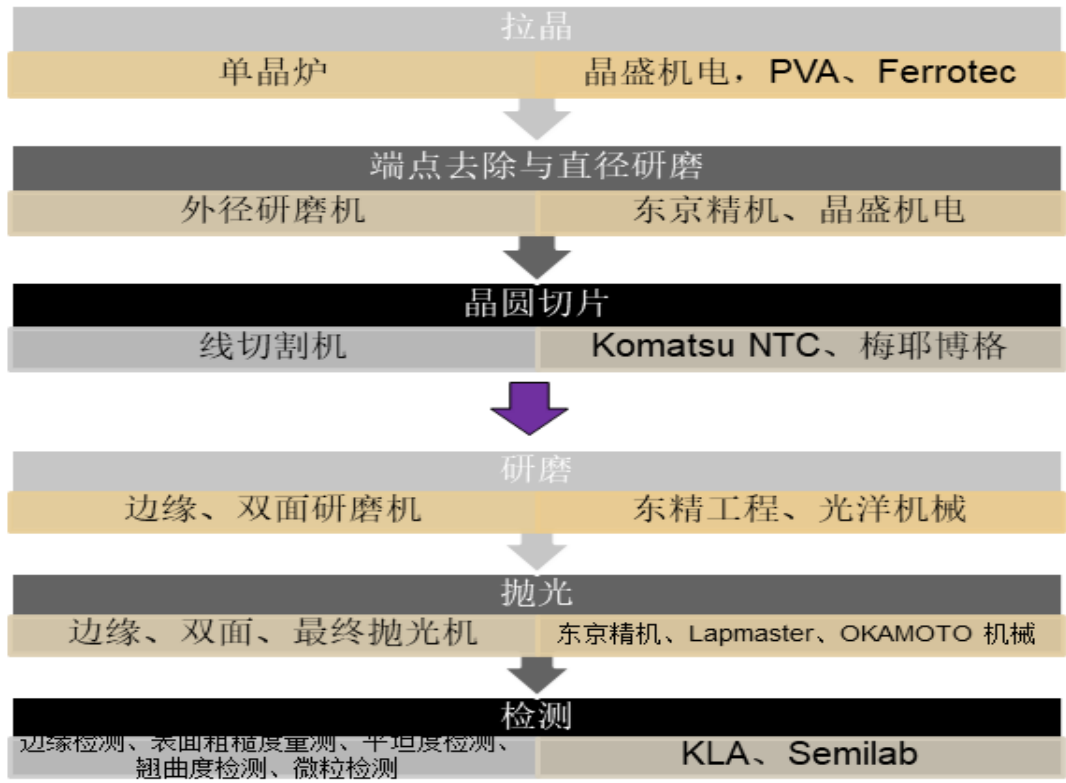 拉晶
单晶炉
晶盛机电，PVA、Ferrotec
端点去除与直径研磨
外径研磨机
东京精机、晶盛机电
晶圆切片
线切割机
Komatsu NTC、梅耶博格
研磨
边缘、双面研磨机
东精工程、光洋机械
抛光
边缘、双面、最终抛光机
东京精机、Lapmaster、OKAMOTO 机械
检测
边缘检测、表面粗糙度量测、平坦度检测、
翘曲度检测、微粒检测
KLA、Semilab